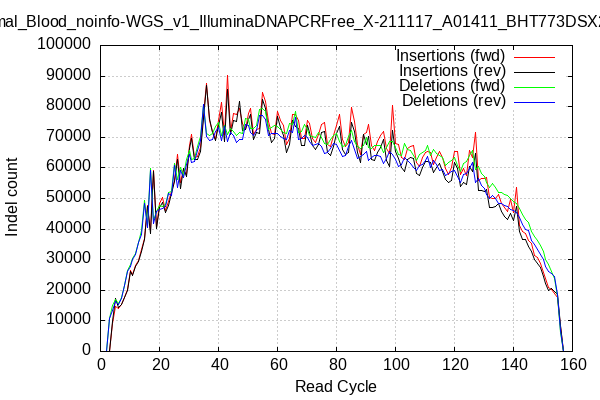 mal_Blood_noinfo-WGS_v1_IlluminaDNAPCRFree_X-211117_A01411_BHT773DSX2
Insertions (fwd)
Insertions (rev)
Deletions (fwd)
Deletions (rev)
100000
90000
80000
70000
60000
50000
40000
30000
20000
10000
0
Indel count
0 20 40 60 80 100 120 140 160
Read Cycle